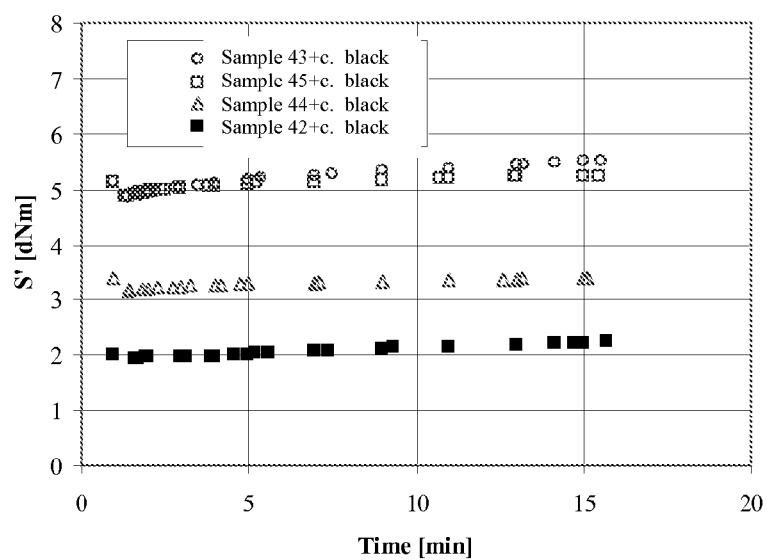 8
7
6
5
4
3
2
1
0
S' [dNm]
Sample 43+c. black
Sample 45+c. black
Sample 44+c. black
Sample 42+c. black
0 5 10 15 20
Time [min]